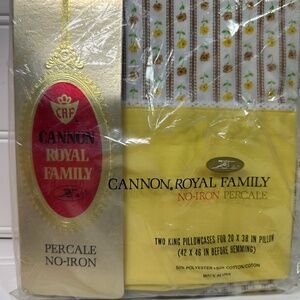 CRF
CANNON
ROYAL
FAMILY
PERCALE
NO-IRON
CANNON, ROYAL FAMILY
NO-IRON PERCALE
TWO KING PILLOWCASES FOR 20 X 38 IN PILLOW
(42 X 46 IN BEFORE HEMMING)
50% POLYESTER • 50% COTTON/COTON